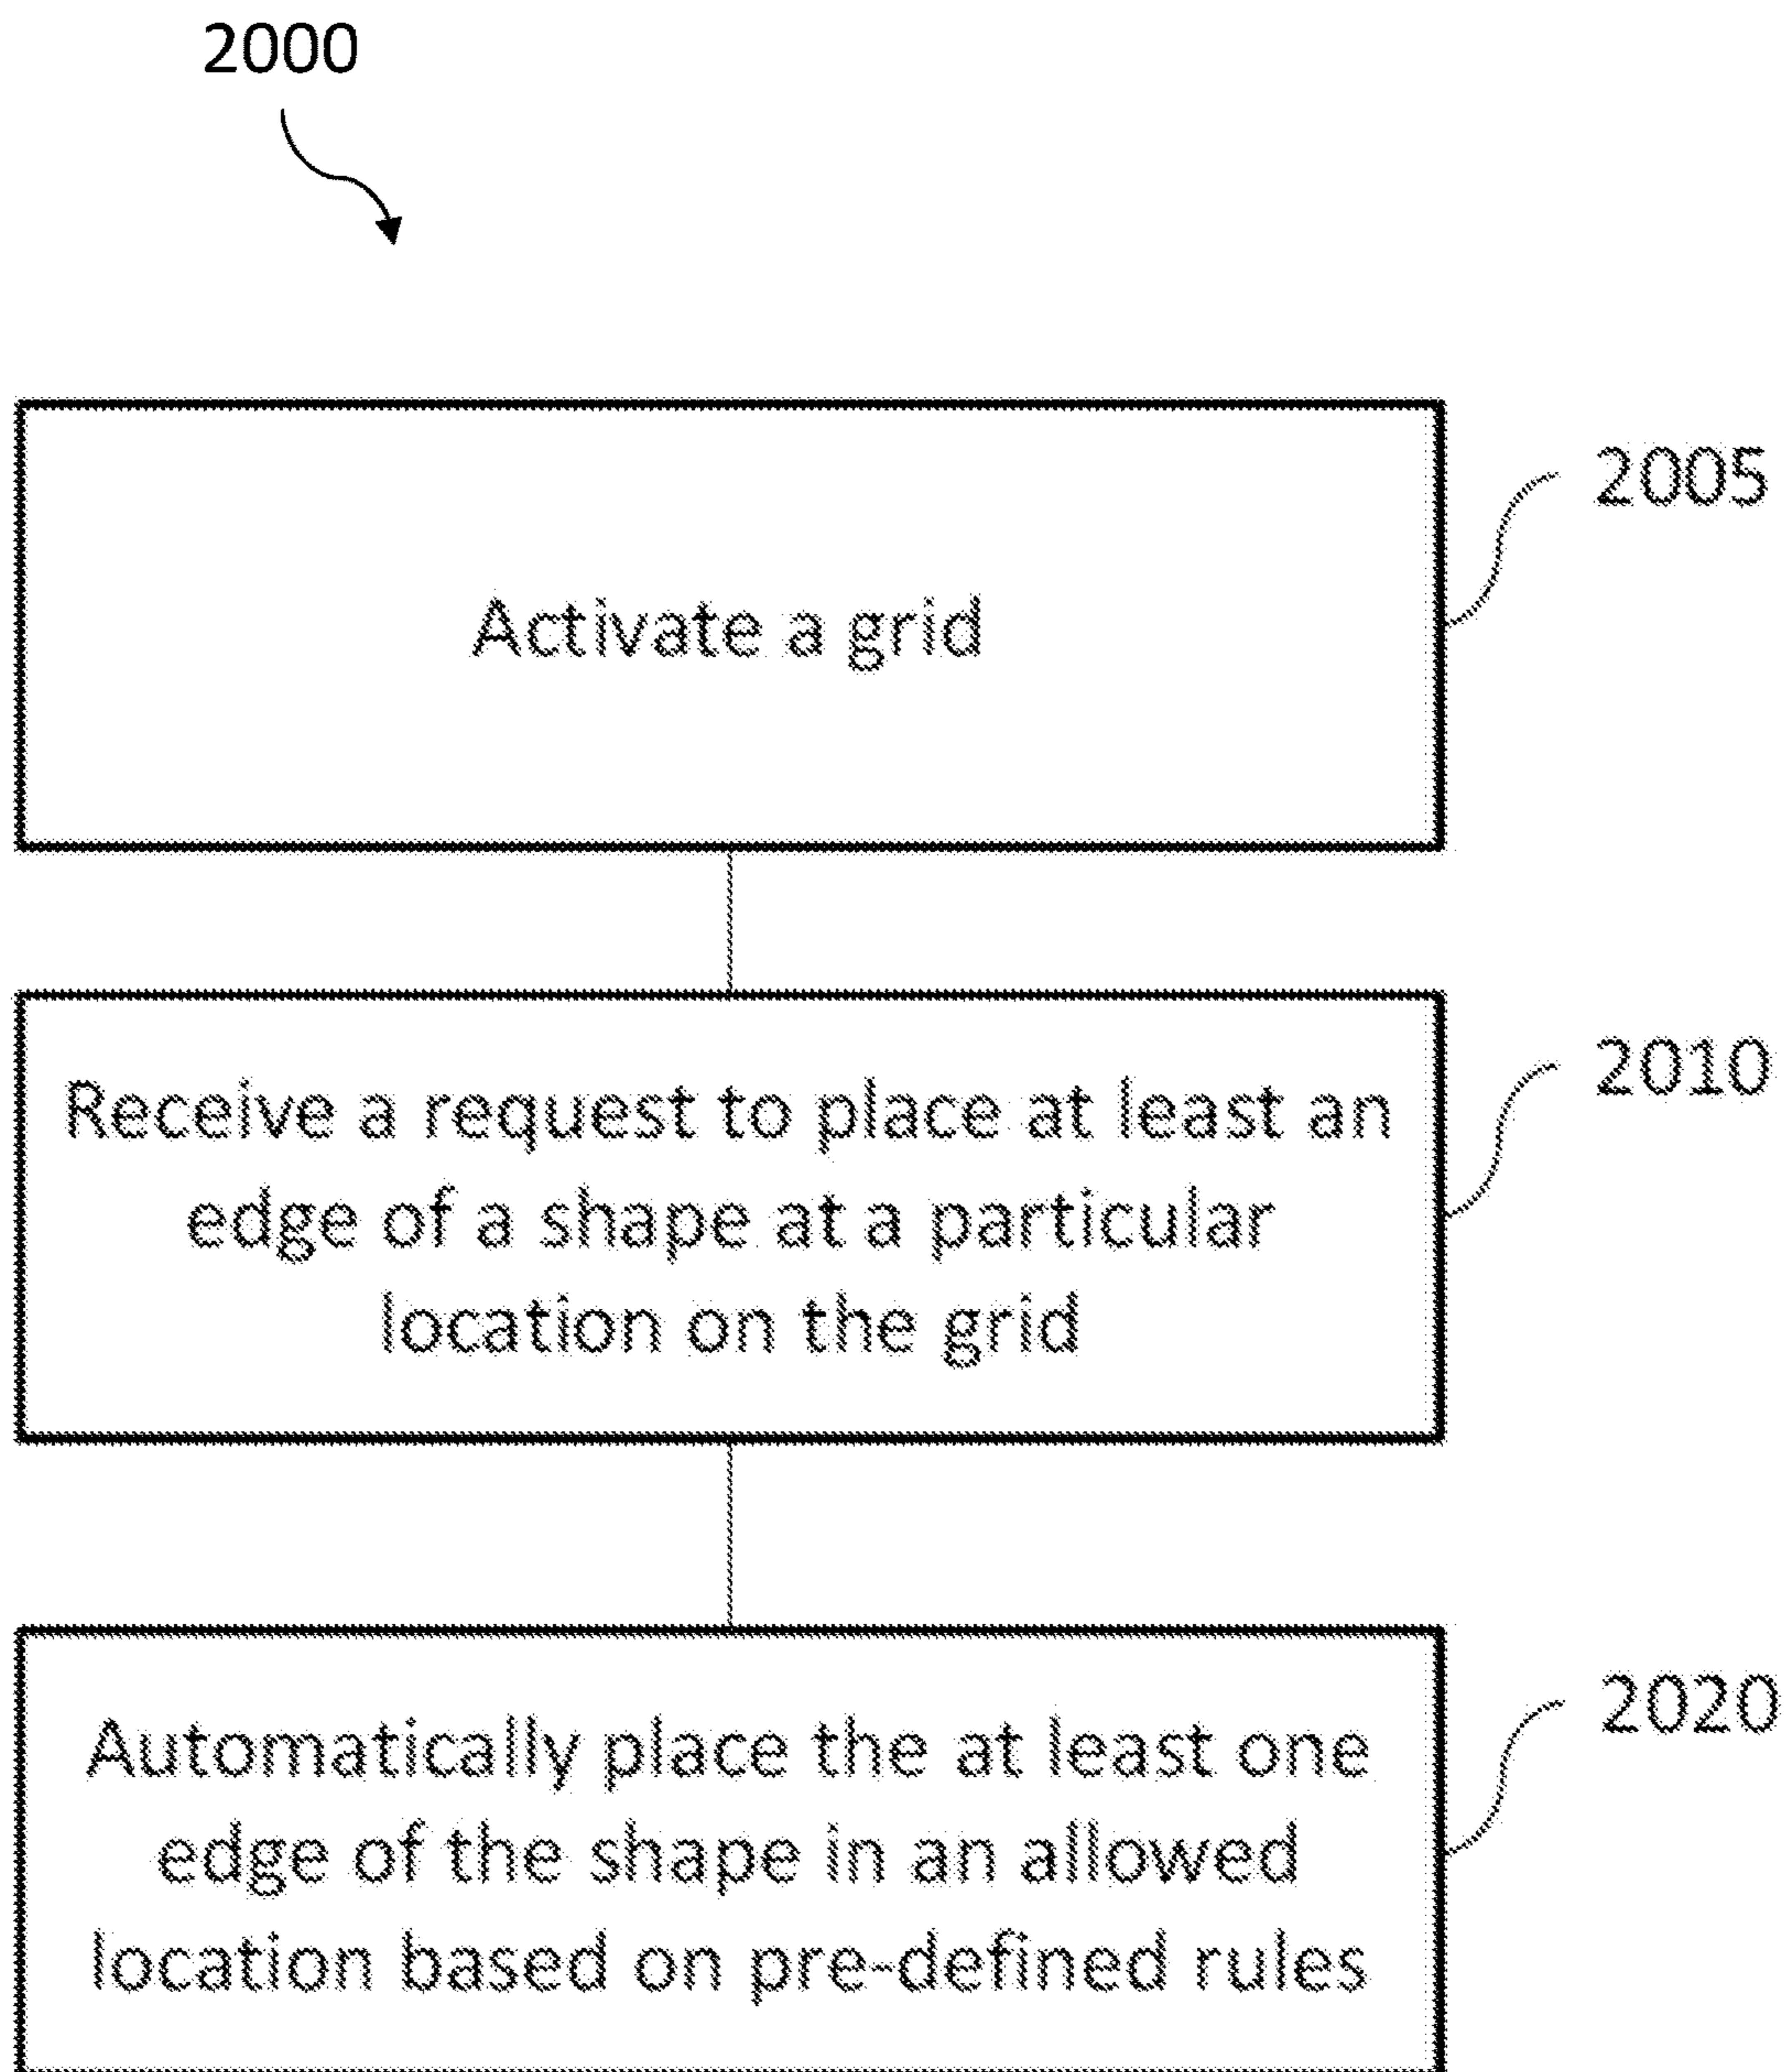 2000
2005
Activate a grid
2010
Receive a request to place at least an
edge of a shape at a particular
location on the grid
2020
Automatically place the at least one
edge of the shape in an allowed
location based on pre-defined rules